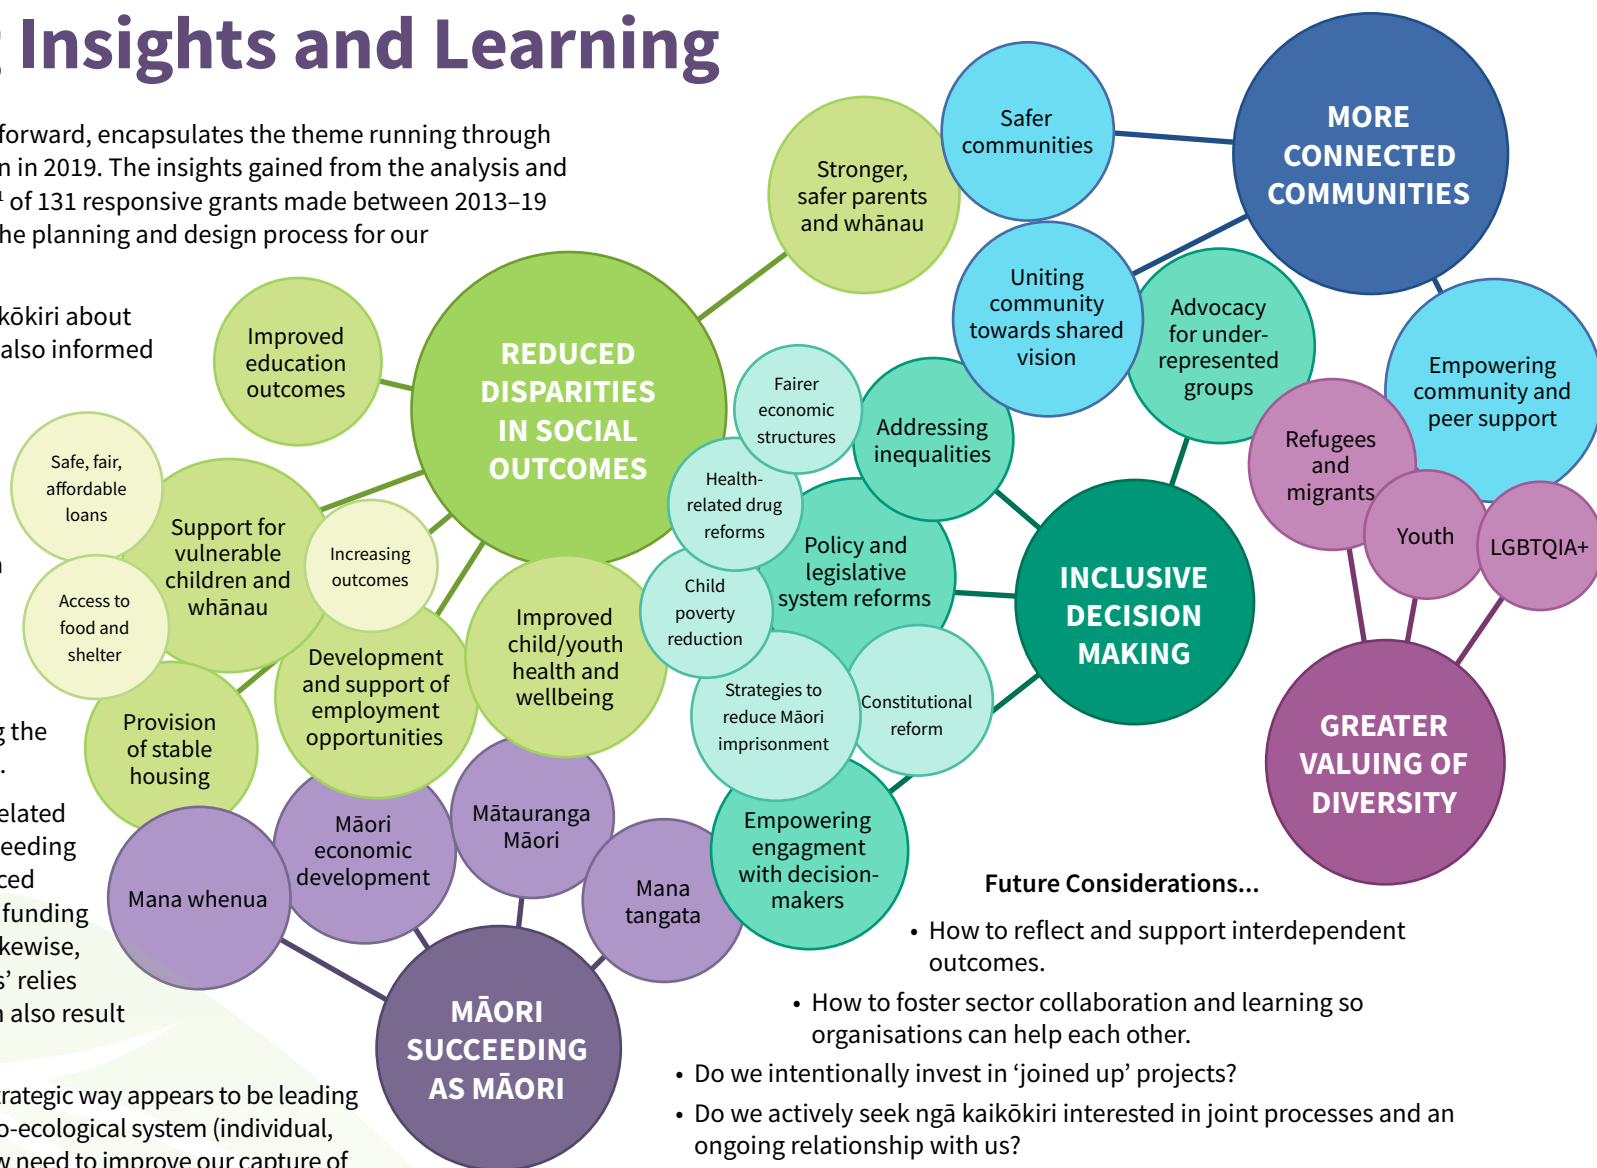 Insights and Learning
forward, encapsulates the theme running through
in 2019. The insights gained from the analysis and
of 131 responsive grants made between 2013–19
the planning and design process for our
kōkiri about
also informed
Safer
communities
MORE
CONNECTED
COMMUNITIES
Stronger,
safer parents
and whānau
Uniting
community
towards shared
vision
Advocacy
for under-
represented
groups
Empowering
community and
peer support
Improved
education
outcomes
REDUCED
DISPARITIES
IN SOCIAL
OUTCOMES
Fairer
economic
structures
Addressing
inequalities
Refugees
and
migrants
Youth
LGBTQIA+
Safe, fair,
affordable
loans
Support for
vulnerable
children and
whānau
Increasing
outcomes
Health-
related drug
reforms
Policy and
legislative
system reforms
INCLUSIVE
DECISION
MAKING
Access to
food and
shelter
Child
poverty
reduction
Improved
child/youth
health and
wellbeing
Development
and support of
employment
opportunities
Strategies to
reduce Māori
imprisonment
Constitutional
reform
GREATER
VALUING OF
DIVERSITY
Provision
of stable
housing
g the
elated
eeding
ced
funding
kewise,
s’ relies
also result
Mana whenua
Māori
economic
development
Mātauranga
Māori
Mana
tangata
Empowering
engagment
with decision-
makers
MĀORI
SUCCEEDING
AS MĀORI
trategic way appears to be leading
o-ecological system (individual,
w need to improve our capture of
Future Considerations...
• How to reflect and support interdependent
outcomes.
• How to foster sector collaboration and learning so
organisations can help each other.
• Do we intentionally invest in ‘joined up’ projects?
• Do we actively seek ngā kaikōkiri interested in joint processes and an
ongoing relationship with us?